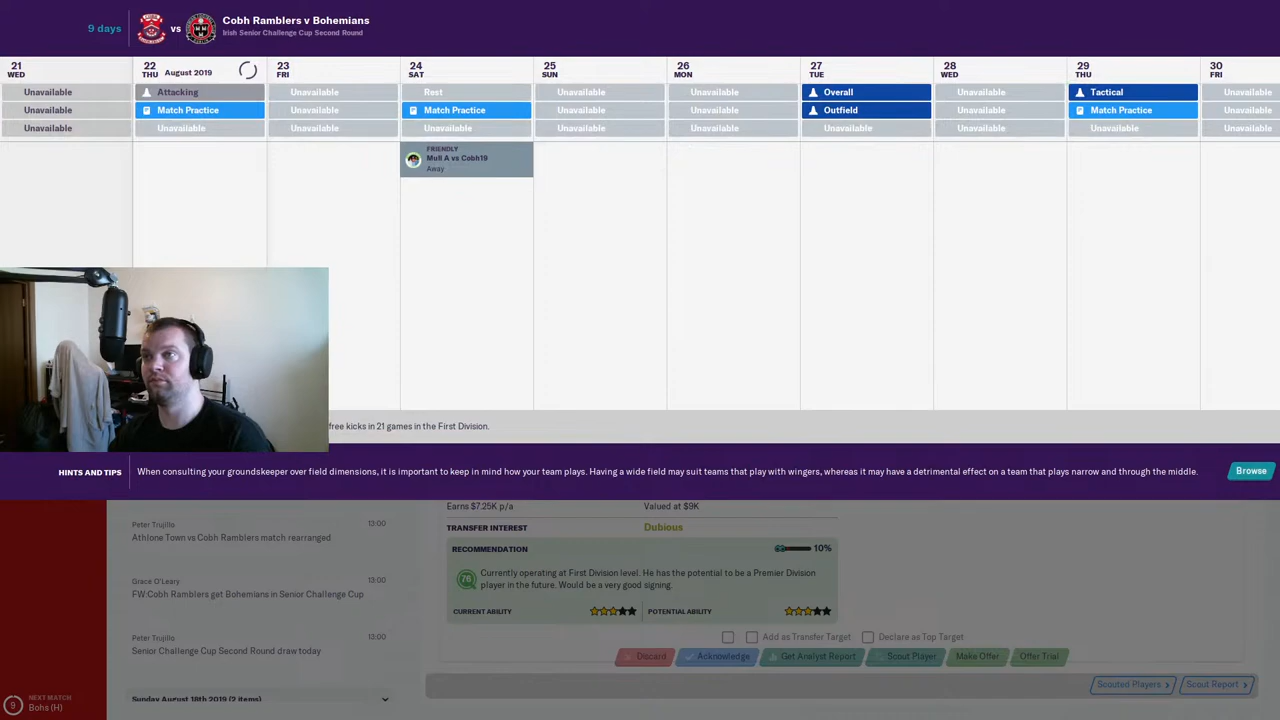 9 days
vs
Cobh Ramblers v Bohemians
Irish Senior Challenge Cup Second Round
21
WED
22
THU August 2019
23
FRI
24
SAT
25
SUN
26
MON
27
TUE
28
WED
29
THU
30
FRI
Unavailable Attacking Unavailable Rest Unavailable Unavailable Overall Unavailable Tactical Unavailable
Unavailable Match Practice Unavailable Match Practice Unavailable Unavailable Outfield Unavailable Match Practice Unavailable
Unavailable Unavailable Unavailable Unavailable Unavailable Unavailable Unavailable Unavailable Unavailable Unavailable
FRIENDLY
Mull A vs Cobh19
Away
free kicks in 21 games in the First Division.
HINTS AND TIPS
When consulting your groundskeeper over field dimensions, it is important to keep in mind how your team plays. Having a wide field may suit teams that play with wingers, whereas it may have a detrimental effect on a team that plays narrow and through the middle.
Browse
Peter Trujillo 13:00
Athlone Town vs Cobh Ramblers match rearranged
Grace O'Leary 13:00
FW:Cobh Ramblers get Bohemians in Senior Challenge Cup
Peter Trujillo 13:00
Senior Challenge Cup Second Round draw today
Sunday August 18th 2019 (2 items)
Earns $7.25K p/a Valued at $9K
TRANSFER INTEREST Dubious
RECOMMENDATION 10%
76
Currently operating at First Division level. He has the potential to be a Premier Division
player in the future. Would be a very good signing.
CURRENT ABILITY POTENTIAL ABILITY
Add as Transfer Target Declare as Top Target
Discard Acknowledge Get Analyst Report Scout Player Make Offer Offer Trial
Scouted Players Scout Report
9
NEXT MATCH
Bohs (H)